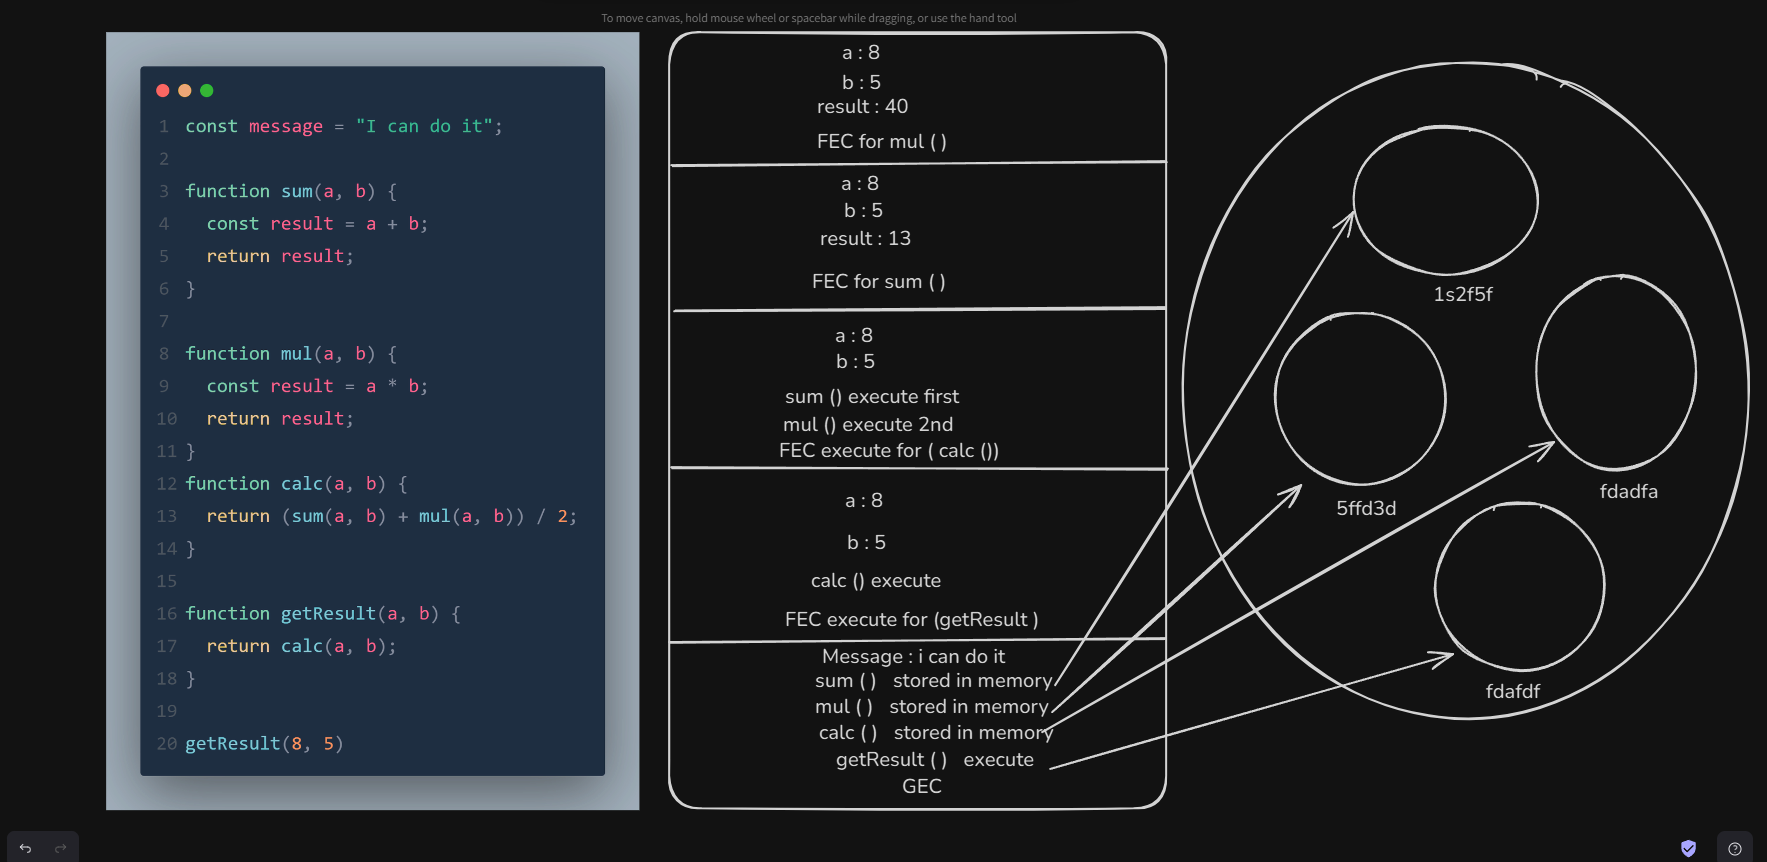 To move canvas, hold mouse wheel or spacebar while dragging, or use the hand tool
1 const message = "I can do it";
2
3 function sum(a, b) {
4 const result = a + b;
5 return result;
6 }
7
8 function mul(a, b) {
9 const result = a * b;
10 return result;
11 }
12 function calc(a, b) {
13 return (sum(a, b) + mul(a, b)) / 2;
14 }
15
16 function getResult(a, b) {
17 return calc(a, b);
18 }
19
20 getResult(8, 5)
a : 8
b : 5
result : 40
FEC for mul ( )
a : 8
b : 5
result : 13
FEC for sum ( )
a : 8
b : 5
sum () execute first
mul () execute 2nd
FEC execute for ( calc ())
a : 8
b : 5
calc () execute
FEC execute for (getResult )
Message : i can do it
sum ( ) stored in memory
mul ( ) stored in memory
calc ( ) stored in memory
getResult ( ) execute
GEC
1s2f5f
5ffd3d
fdadfa
fdafdf